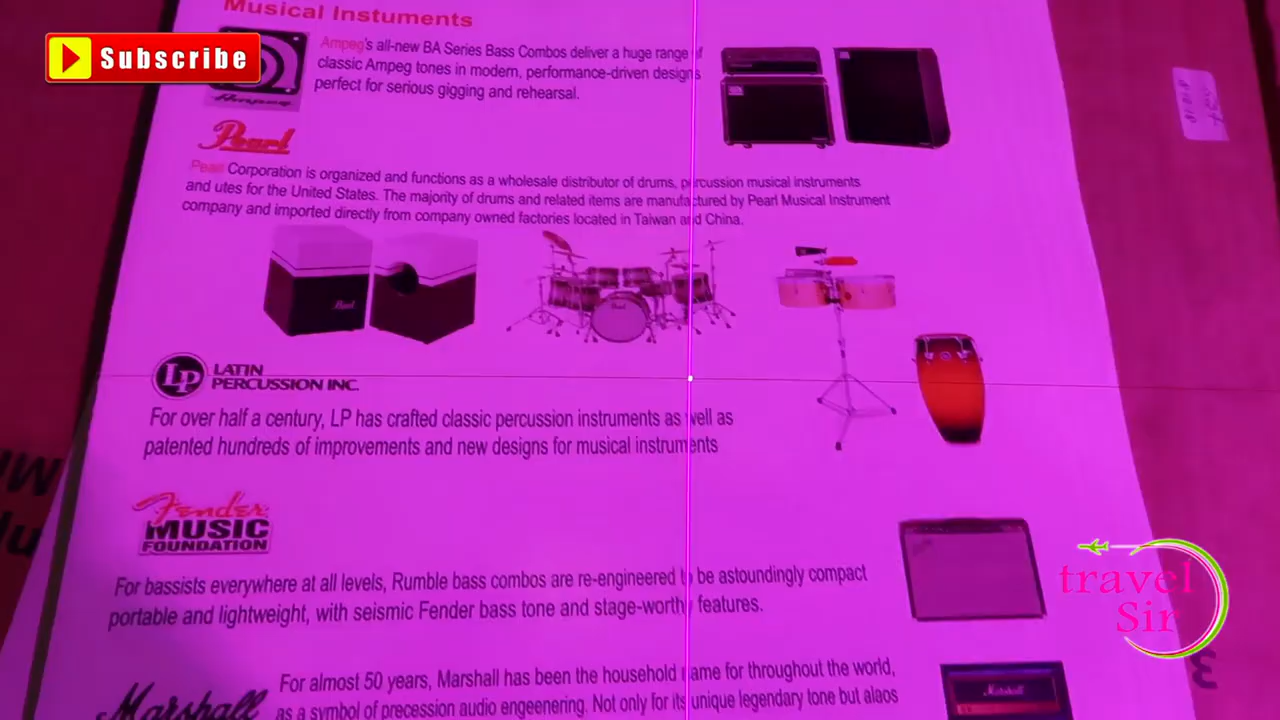 Musical Instuments
Subscribe
Ampeg's all-new BA Series Bass Combos deliver a huge range of
classic Ampeg tones in modern, performance-driven designs
perfect for serious gigging and rehearsal.
Ampeg
Pearl
Pearl Corporation is organized and functions as a wholesale distributor of drums, percussion musical instruments
and utes for the United States. The majority of drums and related items are manufactured by Pearl Musical Instrument
company and imported directly from company owned factories located in Taiwan and China.
Pearl
LP LATIN
PERCUSSION INC.
For over half a century, LP has crafted classic percussion instruments as well as
patented hundreds of improvements and new designs for musical instruments
Fender
MUSIC
FOUNDATION
For bassists everywhere at all levels, Rumble bass combos are re-engineered to be astoundingly compact
portable and lightweight, with seismic Fender bass tone and stage-worthy features.
travel
Sir
Marshall
For almost 50 years, Marshall has been the household name for throughout the world,
as a symbol of precession audio engeenering. Not only for its unique legendary tone but alaos
Marshall